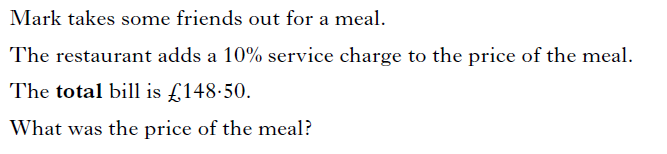 Mark takes some friends out for a meal.
The restaurant adds a 10% service charge to the price of the meal.
The total bill is £148·50.
What was the price of the meal?